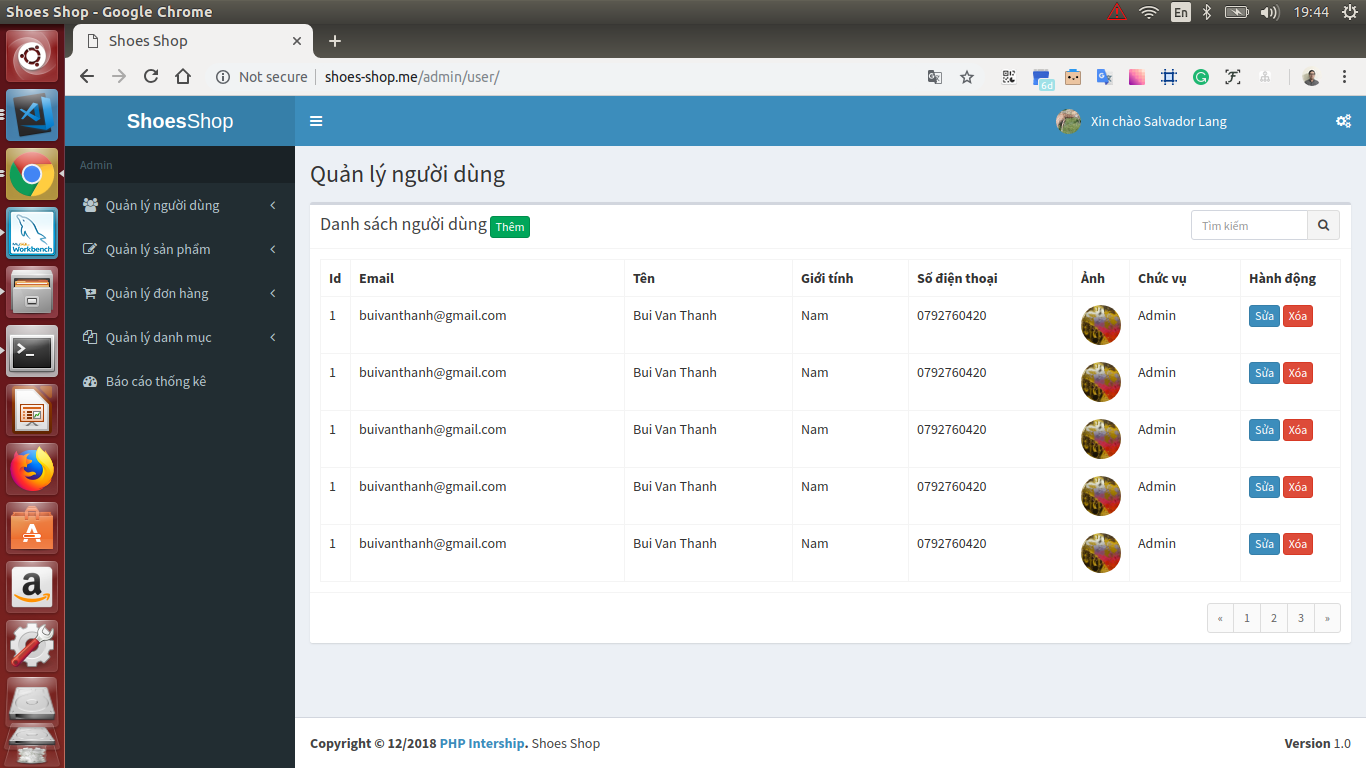 Shoes Shop - Google Chrome
En
19:44
Shoes Shop
Not secure
shoes-shop.me/admin/user/
6d
ShoesShop
Xin chào Salvador Lang
Admin
Quản lý người dùng
Quản lý sản phẩm
Quản lý đơn hàng
Quản lý danh mục
Báo cáo thống kê
Quản lý người dùng
Danh sách người dùng Thêm
Tìm kiếm
Id Email Tên Giới tính Số điện thoại Ảnh Chức vụ Hành động
1 buivanthanh@gmail.com Bui Van Thanh Nam 0792760420 Admin Sửa Xóa
1 buivanthanh@gmail.com Bui Van Thanh Nam 0792760420 Admin Sửa Xóa
1 buivanthanh@gmail.com Bui Van Thanh Nam 0792760420 Admin Sửa Xóa
1 buivanthanh@gmail.com Bui Van Thanh Nam 0792760420 Admin Sửa Xóa
1 buivanthanh@gmail.com Bui Van Thanh Nam 0792760420 Admin Sửa Xóa
« 1 2 3 »
Copyright © 12/2018 PHP Intership. Shoes Shop
Version 1.0
Workbench